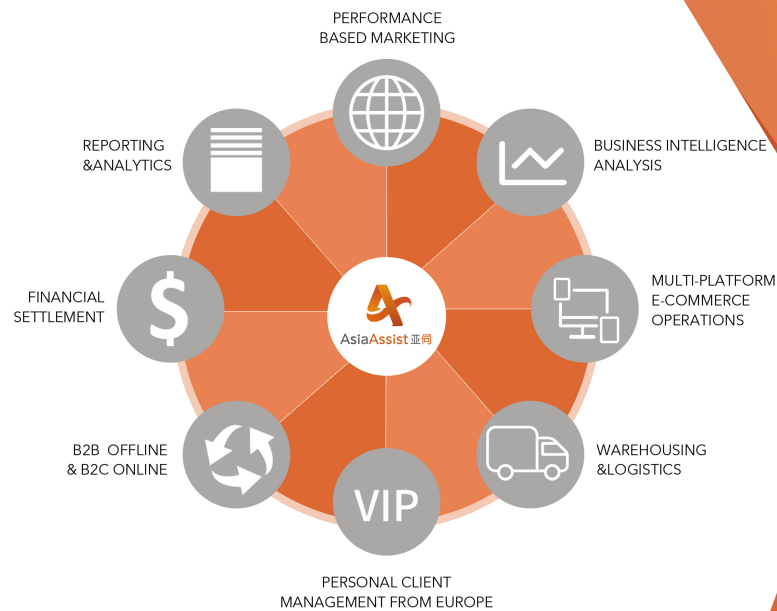 PERFORMANCE
BASED MARKETING
REPORTING
&ANALYTICS
BUSINESS INTELLIGENCE
ANALYSIS
FINANCIAL
SETTLEMENT
$
AsiaAssist 亚伺
MULTI-PLATFORM
E-COMMERCE
OPERATIONS
B2B OFFLINE
& B2C ONLINE
WAREHOUSING
&LOGISTICS
VIP
PERSONAL CLIENT
MANAGEMENT FROM EUROPE